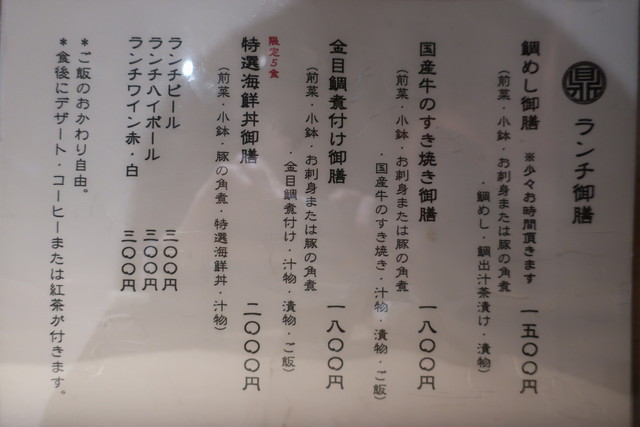 鼎 ランチ御膳
鯛めし御膳 ※少々お時間頂きます 一五〇〇円
(前菜・小鉢・お刺身または豚の角煮
・鯛めし・鯛出汁茶漬け・漬物)
国産牛のすき焼き御膳 一八〇〇円
(前菜・小鉢・お刺身または豚の角煮
・国産牛のすき焼き・汁物・漬物・ご飯)
金目鯛煮付け御膳 一八〇〇円
(前菜・小鉢・お刺身または豚の角煮
・金目鯛煮付け・汁物・漬物・ご飯)
限定5食
特選海鮮丼御膳 二〇〇〇円
(前菜・小鉢・豚の角煮・特選海鮮丼・汁物)
ランチビール 三〇〇円
ランチハイボール 三〇〇円
ランチワイン赤・白 三〇〇円
*ご飯のおかわり自由。
*食後にデザート・コーヒーまたは紅茶が付きます。